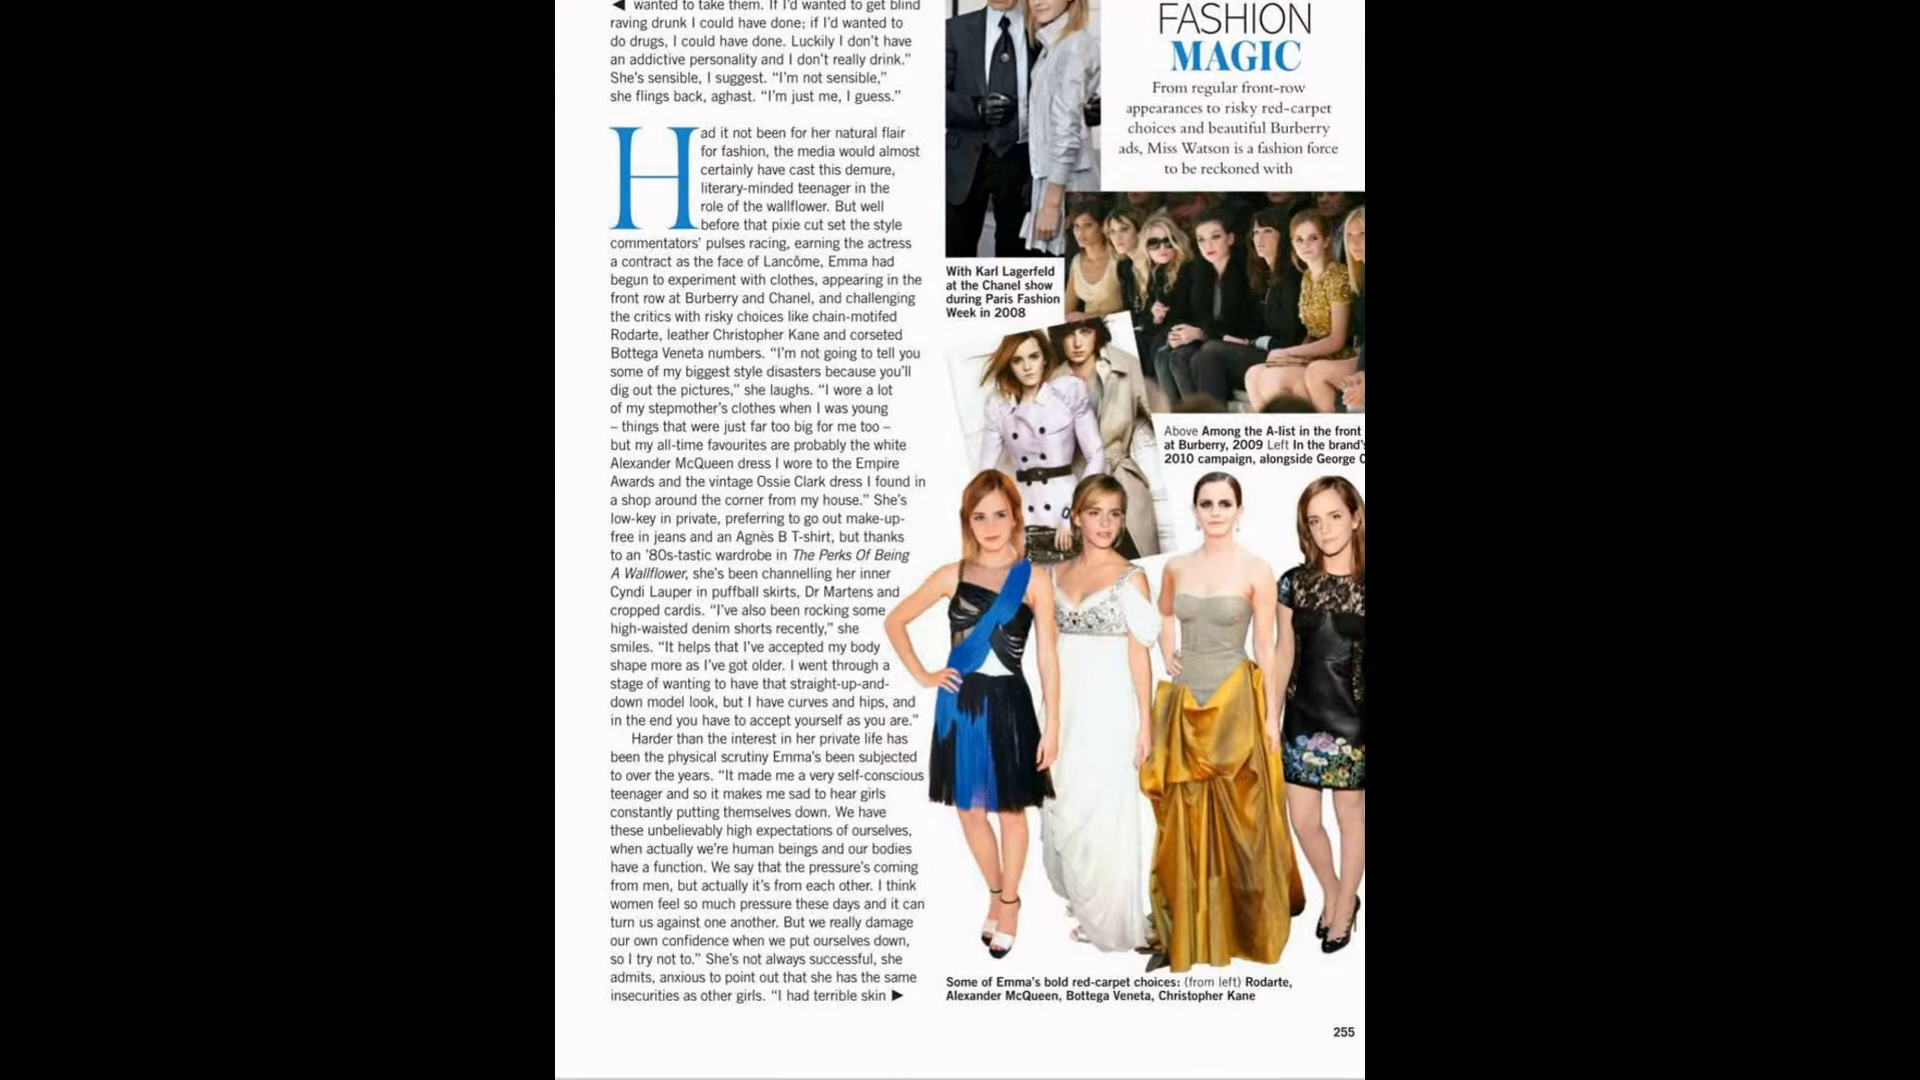 ◀ wanted to take them. If I'd wanted to get blind
raving drunk I could have done; if I'd wanted to
do drugs, I could have done. Luckily I don't have
an addictive personality and I don't really drink.”
She's sensible, I suggest. “I'm not sensible,”
she flings back, aghast. “I'm just me, I guess.”
Had it not been for her natural flair
for fashion, the media would almost
certainly have cast this demure,
literary-minded teenager in the
role of the wallflower. But well
before that pixie cut set the style
commentators' pulses racing, earning the actress
a contract as the face of Lancôme, Emma had
begun to experiment with clothes, appearing in the
front row at Burberry and Chanel, and challenging
the critics with risky choices like chain-motifed
Rodarte, leather Christopher Kane and corseted
Bottega Veneta numbers. “I'm not going to tell you
some of my biggest style disasters because you'll
dig out the pictures,” she laughs. “I wore a lot
of my stepmother's clothes when I was young
– things that were just far too big for me too –
but my all-time favourites are probably the white
Alexander McQueen dress I wore to the Empire
Awards and the vintage Ossie Clark dress I found in
a shop around the corner from my house.” She's
low-key in private, preferring to go out make-up-
free in jeans and an Agnès B T-shirt, but thanks
to an '80s-tastic wardrobe in The Perks Of Being
A Wallflower, she's been channelling her inner
Cyndi Lauper in puffball skirts, Dr Martens and
cropped cardis. “I've also been rocking some
high-waisted denim shorts recently,” she
smiles. “It helps that I've accepted my body
shape more as I've got older. I went through a
stage of wanting to have that straight-up-and-
down model look, but I have curves and hips, and
in the end you have to accept yourself as you are.”
Harder than the interest in her private life has
been the physical scrutiny Emma's been subjected
to over the years. “It made me a very self-conscious
teenager and so it makes me sad to hear girls
constantly putting themselves down. We have
these unbelievably high expectations of ourselves,
when actually we're human beings and our bodies
have a function. We say that the pressure's coming
from men, but actually it's from each other. I think
women feel so much pressure these days and it can
turn us against one another. But we really damage
our own confidence when we put ourselves down,
so I try not to.” She's not always successful, she
admits, anxious to point out that she has the same
insecurities as other girls. “I had terrible skin ▶
FASHION
MAGIC
From regular front-row
appearances to risky red-carpet
choices and beautiful Burberry
ads, Miss Watson is a fashion force
to be reckoned with
With Karl Lagerfeld
at the Chanel show
during Paris Fashion
Week in 2008
Above Among the A-list in the front
at Burberry, 2009 Left In the brand's
2010 campaign, alongside George
Some of Emma's bold red-carpet choices: (from left) Rodarte,
Alexander McQueen, Bottega Veneta, Christopher Kane
255